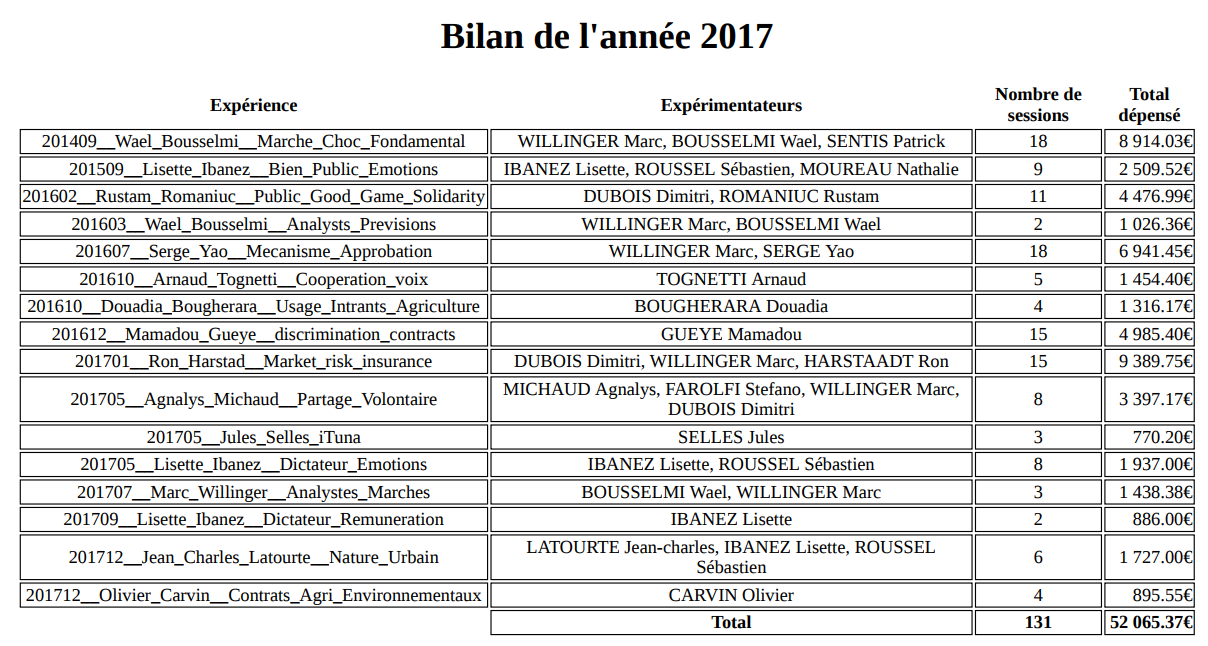 Bilan de l'année 2017
Expérience Expérimentateurs Nombre de sessions Total dépensé
201409__Wael_Bousselmi__Marche_Choc_Fondamental WILLINGER Marc, BOUSSELMI Wael, SENTIS Patrick 18 8 914.03€
201509__Lisette_Ibanez__Bien_Public_Emotions IBANEZ Lisette, ROUSSEL Sébastien, MOUREAU Nathalie 9 2 509.52€
201602__Rustam_Romaniuc__Public_Good_Game_Solidarity DUBOIS Dimitri, ROMANIUC Rustam 11 4 476.99€
201603__Wael_Bousselmi__Analysts_Previsions WILLINGER Marc, BOUSSELMI Wael 2 1 026.36€
201607__Serge_Yao__Mecanisme_Approbation WILLINGER Marc, SERGE Yao 18 6 941.45€
201610__Arnaud_Tognetti__Cooperation_voix TOGNETTI Arnaud 5 1 454.40€
201610__Douadia_Bougherara__Usage_Intrants_Agriculture BOUGHERARA Douadia 4 1 316.17€
201612__Mamadou_Gueye__discrimination_contracts GUEYE Mamadou 15 4 985.40€
201701__Ron_Harstad__Market_risk_insurance DUBOIS Dimitri, WILLINGER Marc, HARSTAADT Ron 15 9 389.75€
201705__Agnalys_Michaud__Partage_Volontaire MICHAUD Agnalys, FAROLFI Stefano, WILLINGER Marc, DUBOIS Dimitri 8 3 397.17€
201705__Jules_Selles_iTuna SELLES Jules 3 770.20€
201705__Lisette_Ibanez__Dictateur_Emotions IBANEZ Lisette, ROUSSEL Sébastien 8 1 937.00€
201707__Marc_Willinger__Analystes_Marches BOUSSELMI Wael, WILLINGER Marc 3 1 438.38€
201709__Lisette_Ibanez__Dictateur_Remuneration IBANEZ Lisette 2 886.00€
201712__Jean_Charles_Latourte__Nature_Urbain LATOURTE Jean-charles, IBANEZ Lisette, ROUSSEL Sébastien 6 1 727.00€
201712__Olivier_Carvin__Contrats_Agri_Environnementaux CARVIN Olivier 4 895.55€
Total 131 52 065.37€